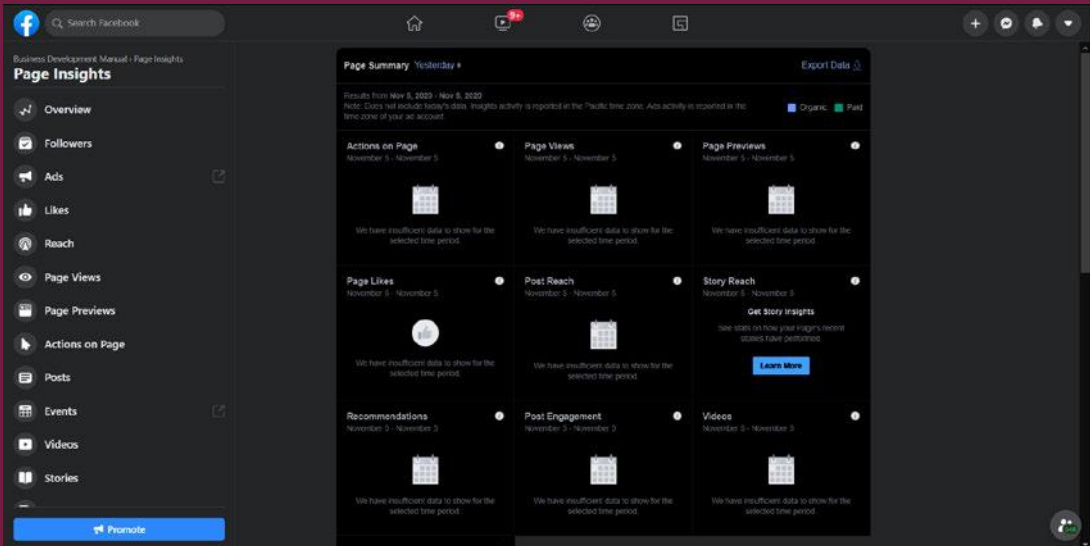 Search Facebook
9+
Business Development Manual › Page Insights
Page Insights
Overview
Followers
Ads
Likes
Reach
Page Views
Page Previews
Actions on Page
Posts
Events
Videos
Stories
Promote
Page Summary Yesterday
Export Data
Results from Nov 5, 2020 - Nov 5, 2020
Note: Does not include today's data. Insights activity is reported in the Pacific time zone. Ads activity is reported in the
time zone of your ad account.
Organic Paid
Actions on Page
November 5 - November 5
We have insufficient data to show for the
selected time period.
Page Views
November 5 - November 5
We have insufficient data to show for the
selected time period.
Page Previews
November 5 - November 5
We have insufficient data to show for the
selected time period.
Page Likes
November 5 - November 5
We have insufficient data to show for the
selected time period.
Post Reach
November 5 - November 5
We have insufficient data to show for the
selected time period.
Story Reach
November 5 - November 5
Get Story Insights
See stats on how your Page's recent
stories have performed.
Learn More
Recommendations
November 5 - November 5
We have insufficient data to show for the
selected time period.
Post Engagement
November 5 - November 5
We have insufficient data to show for the
selected time period.
Videos
November 5 - November 5
We have insufficient data to show for the
selected time period.